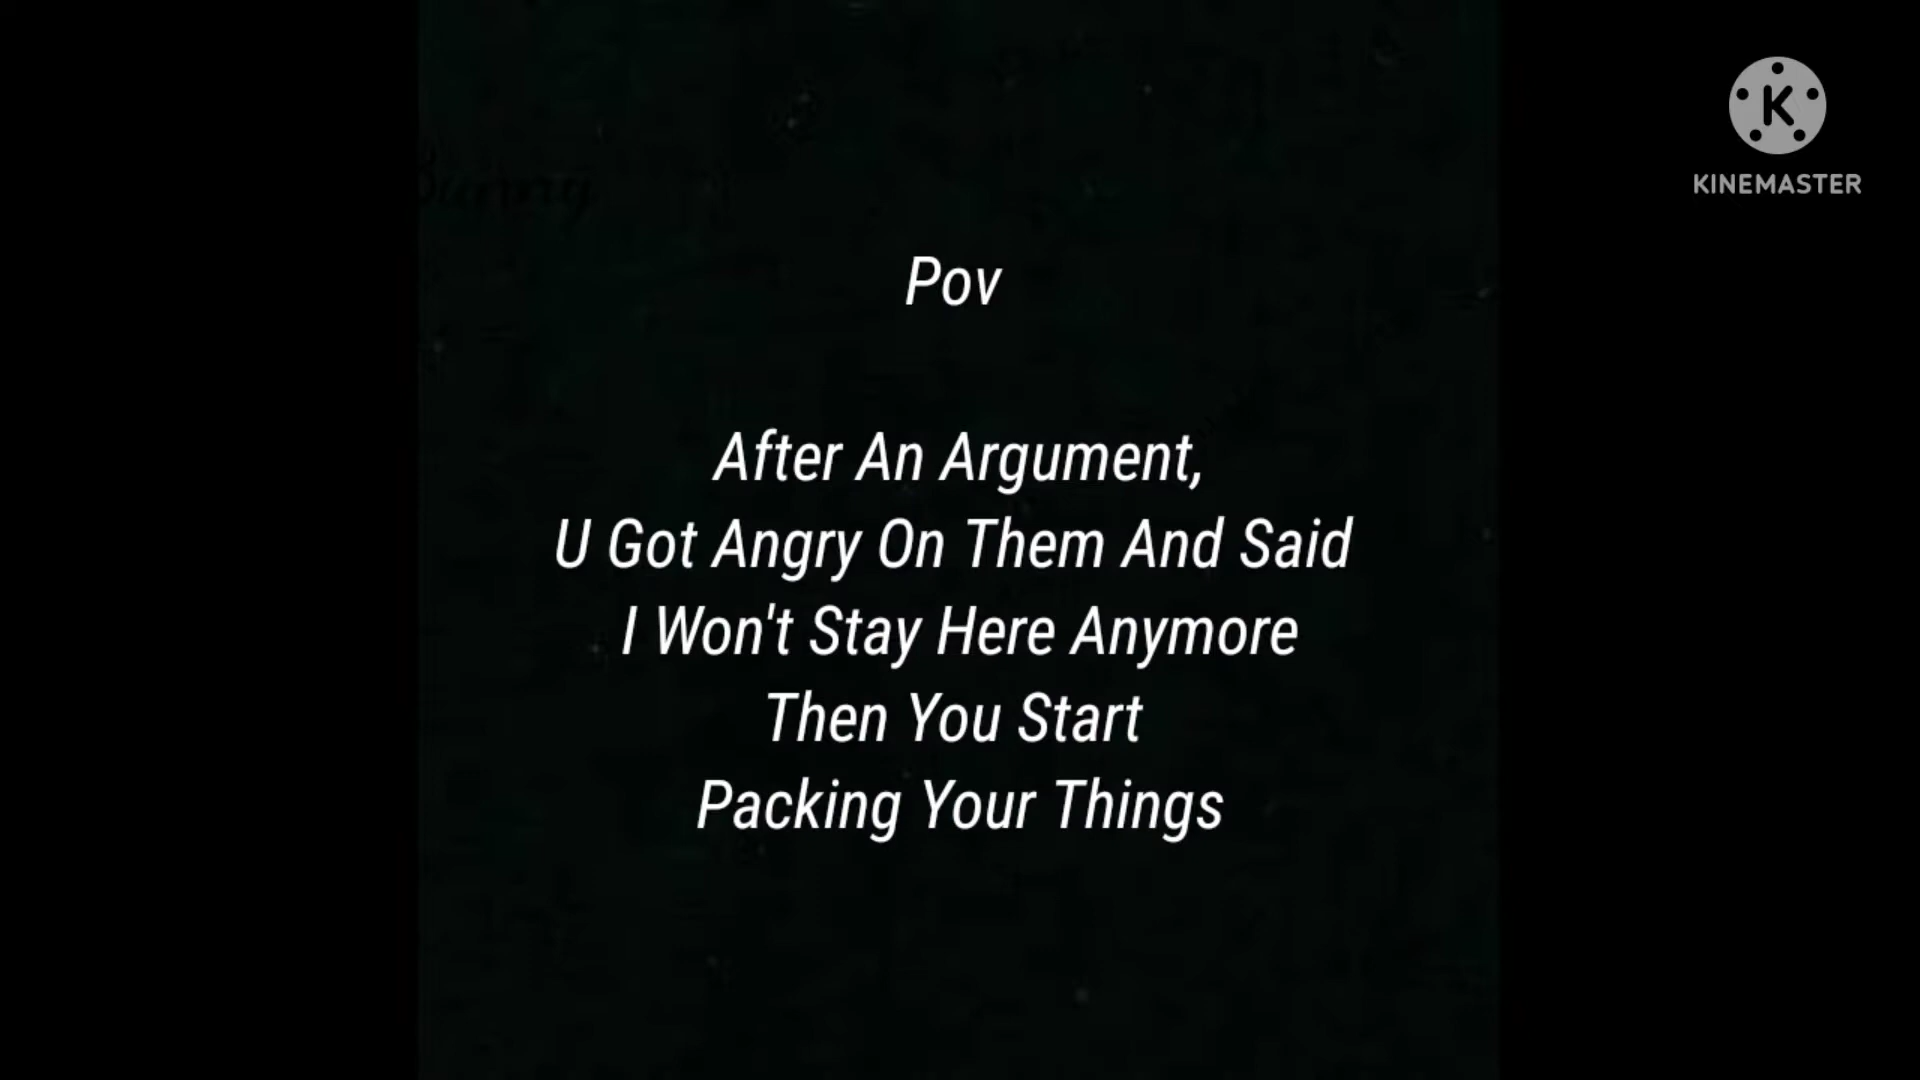 KINEMASTER
Pov
After An Argument,
U Got Angry On Them And Said
I Won't Stay Here Anymore
Then You Start
Packing Your Things